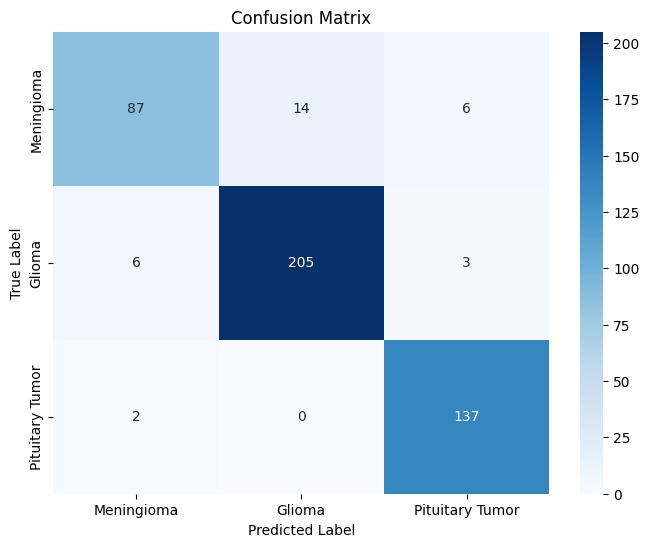 Confusion Matrix
Meningioma
87 14 6
200
175
150
125
100
75
50
25
0
True Label
Glioma
6 205 3
Pituitary Tumor
2 0 137
Meningioma Glioma Pituitary Tumor
Predicted Label